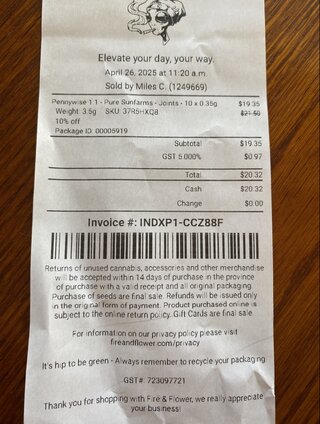 Elevate your day, your way.
April 26, 2025 at 11:20 a.m.
Sold by Miles C. (1249669)
Pennywise 1:1 - Pure Sunfarms - Joints - 10 x 0.35g $19.35
Weight: 3.5g SKU: 37R5HXQ8 $21.50
10% off
Package ID: 00005919
Subtotal $19.35
GST 5.000% $0.97
Total $20.32
Cash $20.32
Change $0.00
Invoice #: INDXP1-CCZ88F
Returns of unused cannabis, accessories and other merchandise
will be accepted within 14 days of purchase in the province
of purchase with a valid receipt and all original packaging.
Purchase of seeds are final sale. Refunds will be issued only
in the original form of payment. Product purchased online is
subject to the online return policy. Gift Cards are final sale.
For information on our privacy policy please visit
fireandflower.com/privacy
It's hip to be green - Always remember to recycle your packaging
GST#: 723097721
Thank you for shopping with Fire & Flower, we really appreciate
your business!